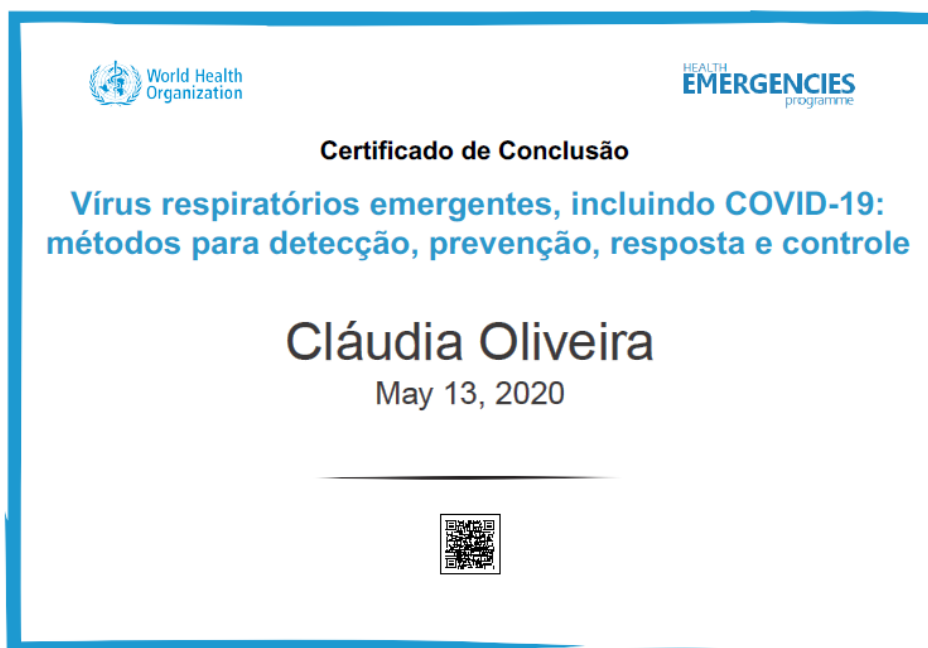 World Health
Organization
HEALTH
EMERGENCIES
programme
Certificado de Conclusão
Vírus respiratórios emergentes, incluindo COVID-19:
métodos para detecção, prevenção, resposta e controle
Cláudia Oliveira
May 13, 2020